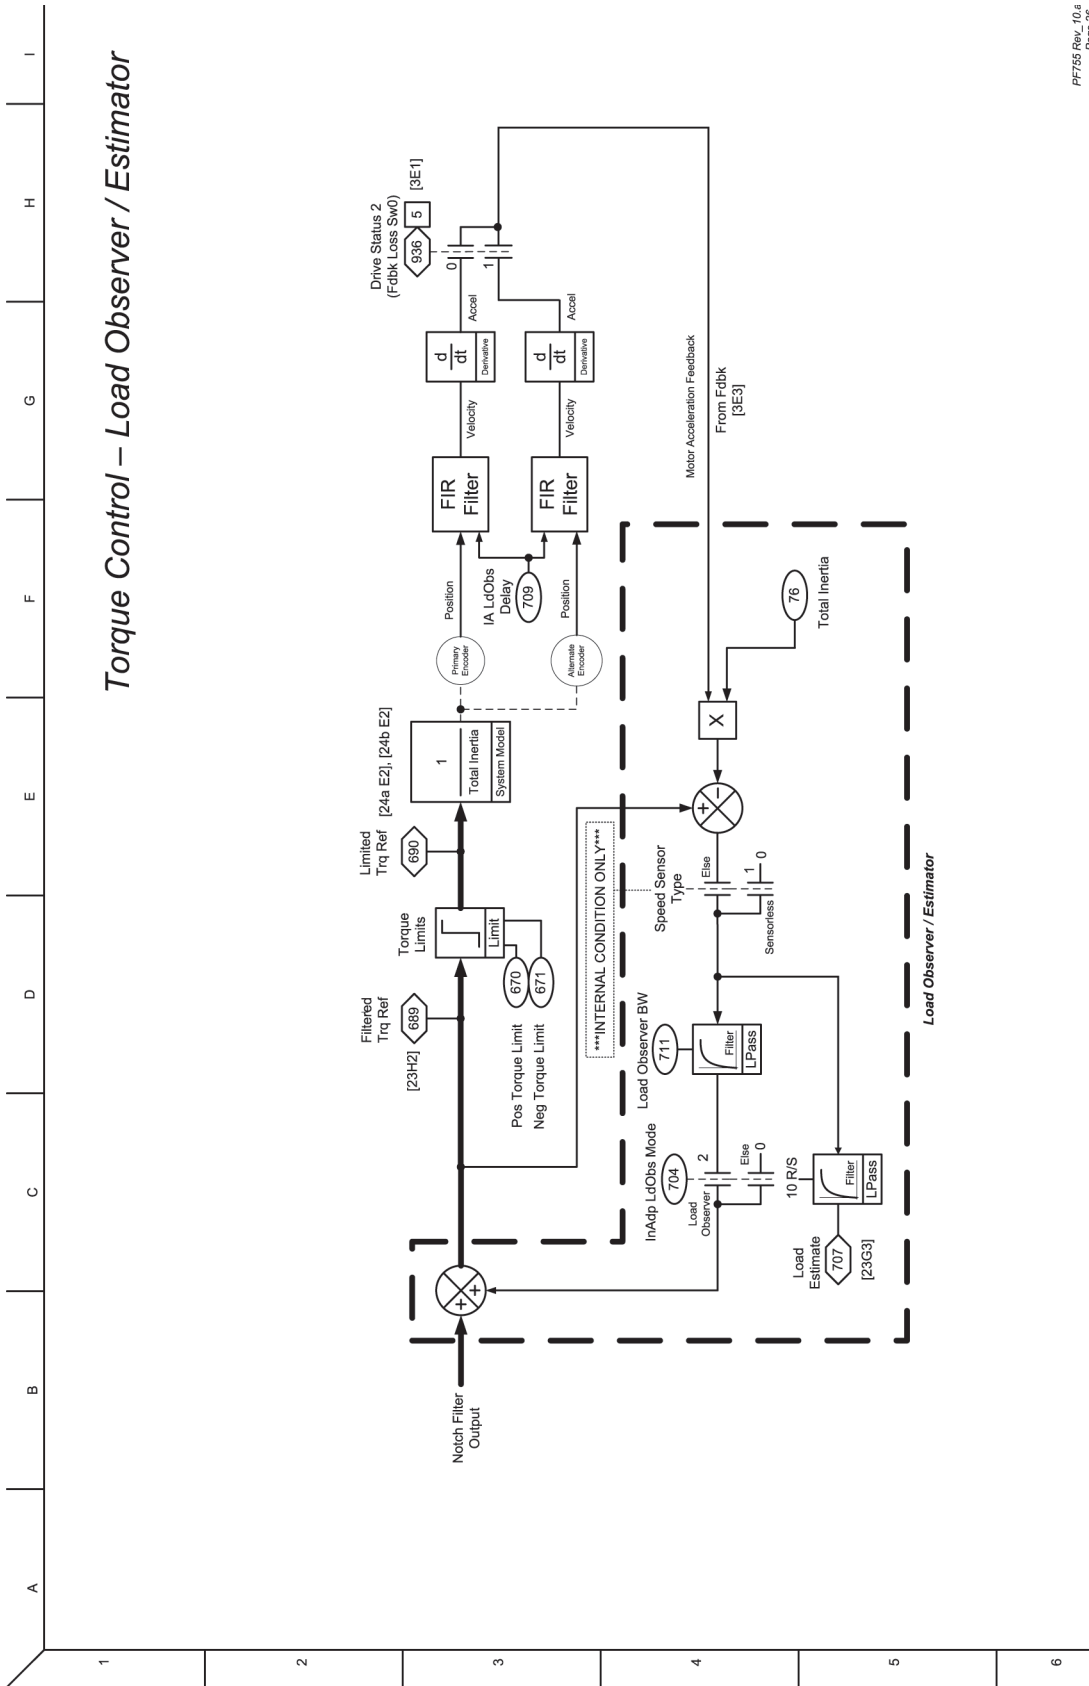 A
B
C
D
E
F
G
H
I
1
2
3
4
5
6
Torque Control – Load Observer / Estimator
Notch Filter
Output
+
+
[23H2]
Filtered
Trq Ref
689
Torque
Limits
Limit
670
671
Pos Torque Limit
Neg Torque Limit
Limited
Trq Ref
690
[24a E2], [24b E2]
1
Total Inertia
System Model
Primary
Encoder
Alternate
Encoder
Position
Position
IA LdObs
Delay
709
FIR
Filter
FIR
Filter
Velocity
Velocity
d
dt
Derivative
d
dt
Derivative
Accel
Accel
Drive Status 2
(Fdbk Loss Sw0)
936
5
[3E1]
0
1
Motor Acceleration Feedback
From Fdbk
[3E3]
***INTERNAL CONDITION ONLY***
InAdp LdObs Mode
704
Load
Observer
2
Else
0
Load Observer BW
711
Filter
LPass
Speed Sensor
Type
Else
Sensorless
1
0
+
-
X
76
Total Inertia
Load
Estimate
707
[23G3]
10 R/S
Filter
LPass
Load Observer / Estimator
PF755 Rev_10.a